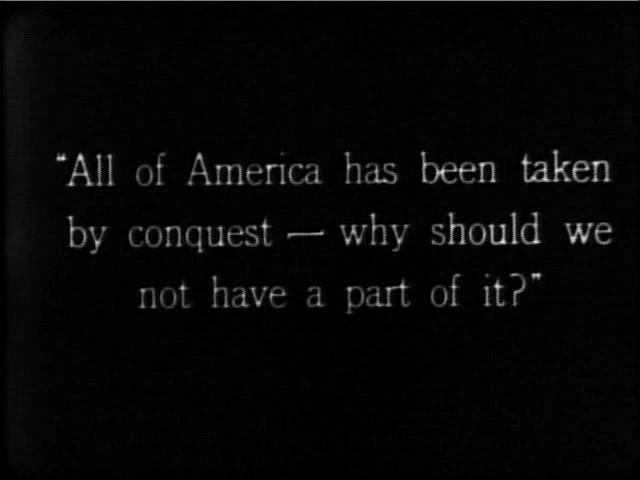 “All of America has been taken
by conquest — why should we
not have a part of it?”